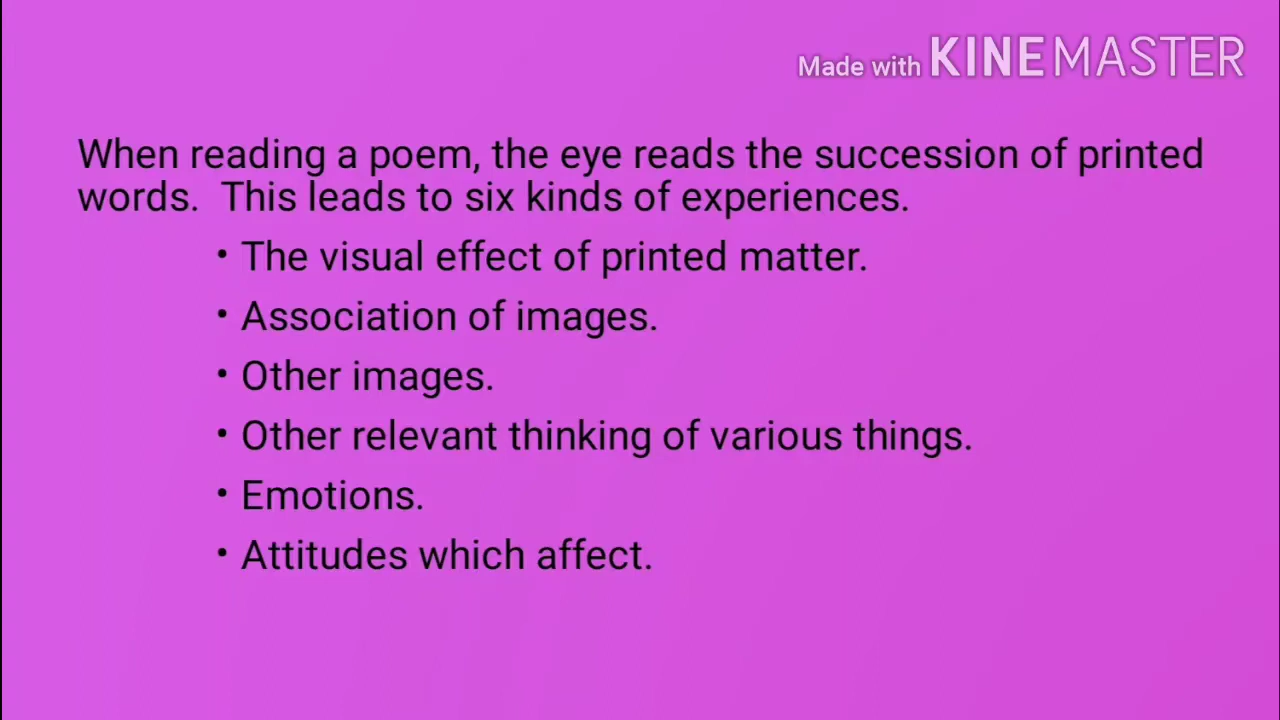 Made with KINEMASTER
When reading a poem, the eye reads the succession of printed
words.  This leads to six kinds of experiences.
• The visual effect of printed matter.
• Association of images.
• Other images.
• Other relevant thinking of various things.
• Emotions.
• Attitudes which affect.